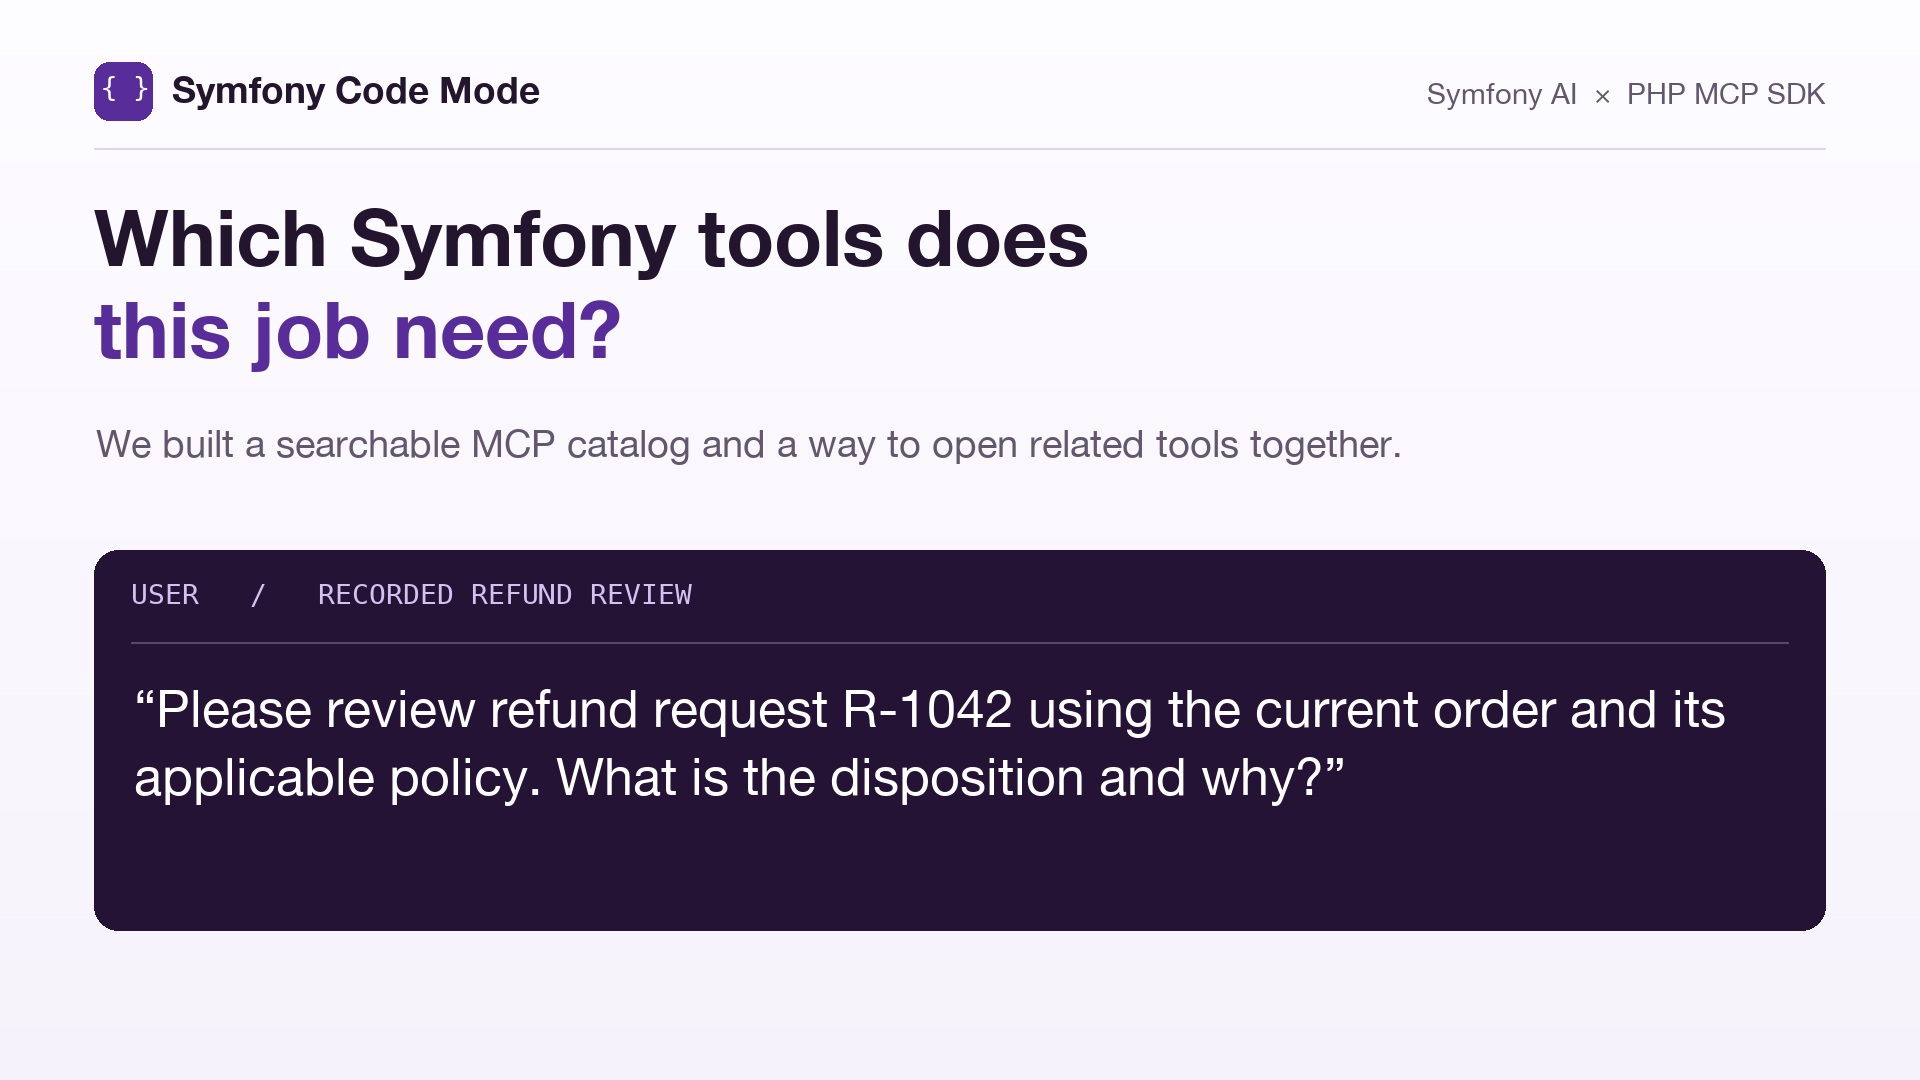 { } Symfony Code Mode
Symfony AI × PHP MCP SDK
Which Symfony tools does
this job need?
We built a searchable MCP catalog and a way to open related tools together.
USER / RECORDED REFUND REVIEW
“Please review refund request R-1042 using the current order and its
applicable policy. What is the disposition and why?”